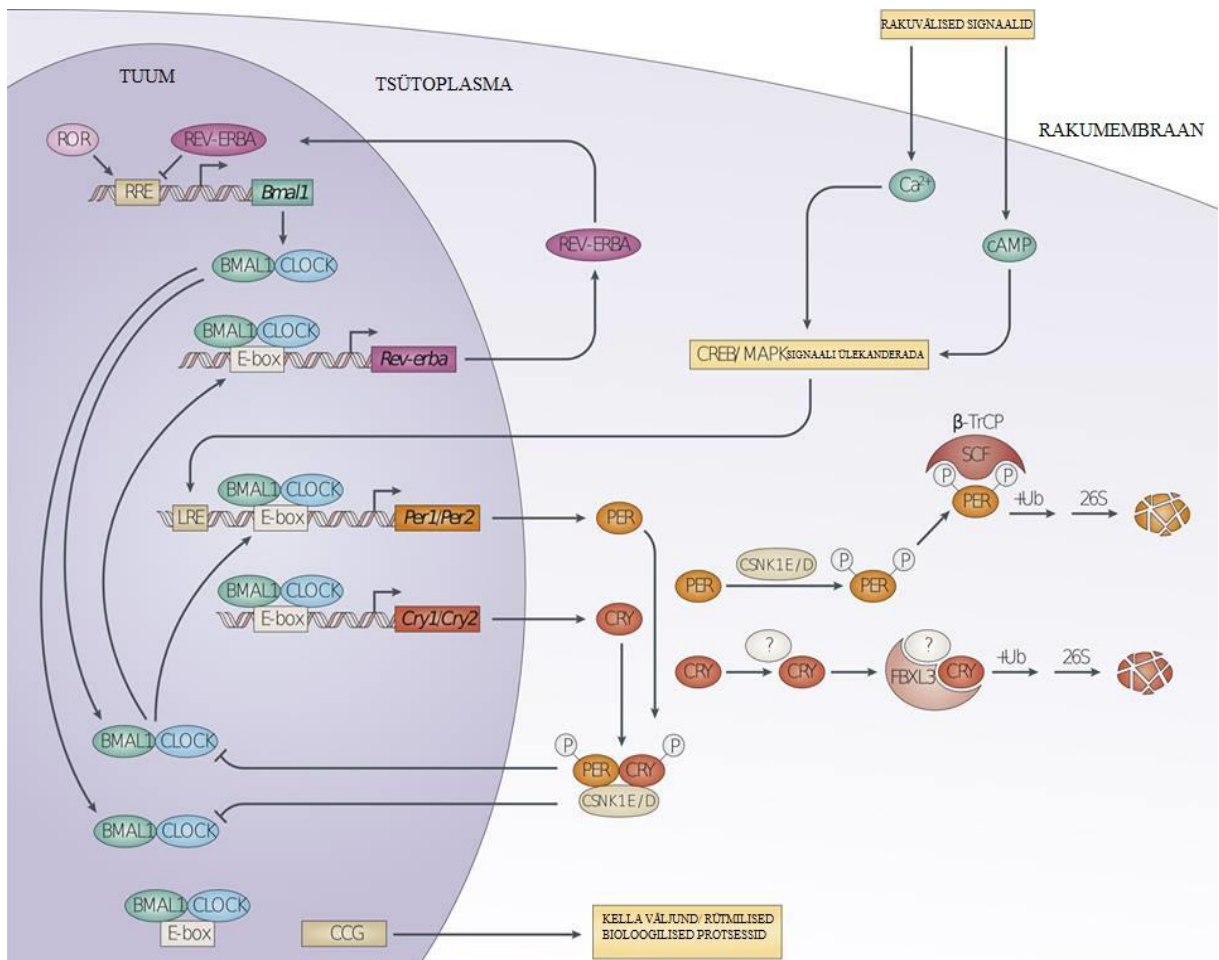 RAKUVÄLISED SIGNAALID
TUUM
TSÜTOPLASMA
RAKUMEMBRAAN
ROR
REV-ERBA
RRE
Bmal1
Ca2+
BMAL1 CLOCK
REV-ERBA
cAMP
BMAL1 CLOCK
E-box
Rev-erba
CREB/ MAPK SIGNAALI ÜLEKANDERADA
β-TrCP
SCF
P P
PER
+Ub
26S
BMAL1 CLOCK
LRE
E-box
Per1/Per2
PER
PER
CSNK1E/D
P P
PER
BMAL1 CLOCK
E-box
Cry1/Cry2
CRY
CRY
?
CRY
?
FBXL3 CRY
+Ub
26S
BMAL1 CLOCK
P P
PER CRY
CSNK1E/D
BMAL1 CLOCK
BMAL1 CLOCK
E-box
CCG
KELLA VÄLJUND/ RÜTMILISED
BIOLOOGILISED PROTSESSID